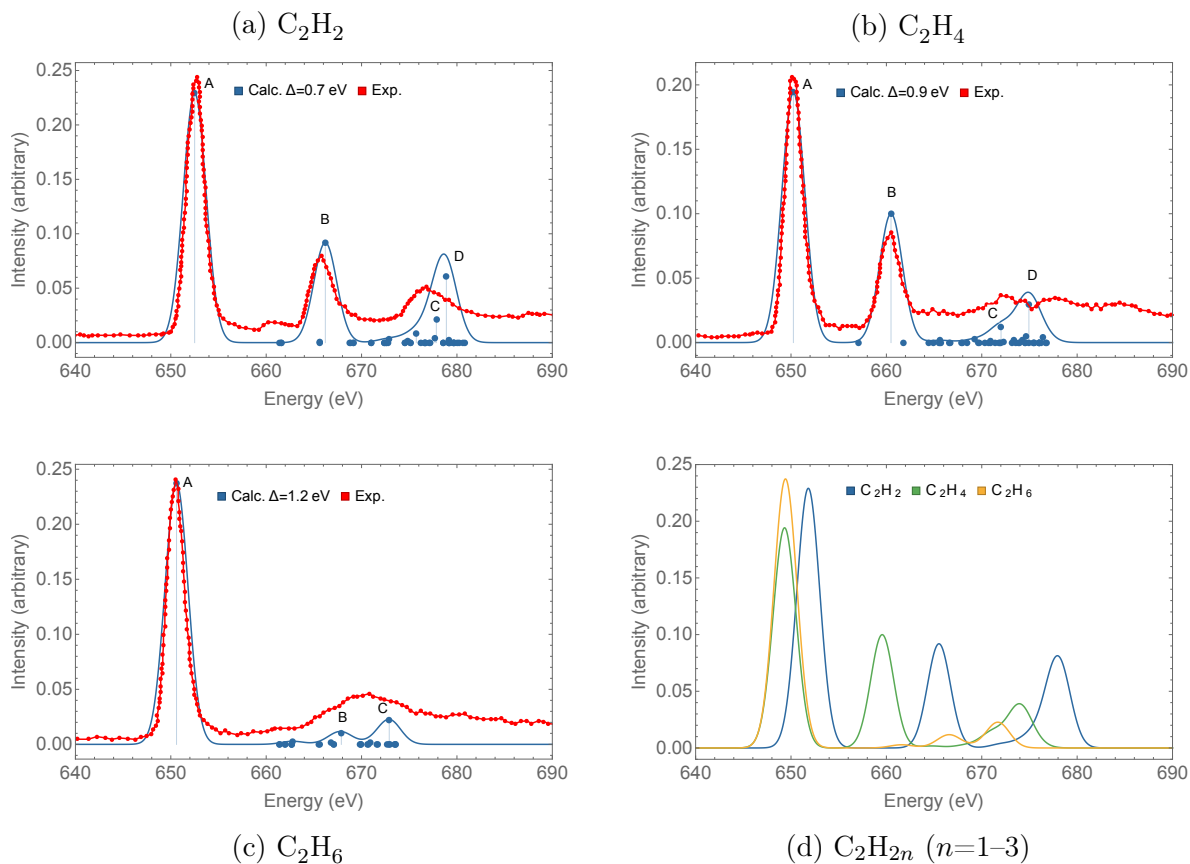 (a) C₂H₂
Intensity (arbitrary)
0.25
0.20
0.15
0.10
0.05
0.00
A
B
C
D
Calc. Δ=0.7 eV
Exp.
640 650 660 670 680 690
Energy (eV)
(b) C₂H₄
Intensity (arbitrary)
0.20
0.15
0.10
0.05
0.00
A
B
C
D
Calc. Δ=0.9 eV
Exp.
640 650 660 670 680 690
Energy (eV)
Intensity (arbitrary)
0.25
0.20
0.15
0.10
0.05
0.00
A
B
C
Calc. Δ=1.2 eV
Exp.
640 650 660 670 680 690
Energy (eV)
(c) C₂H₆
Intensity (arbitrary)
0.25
0.20
0.15
0.10
0.05
0.00
C₂H₂
C₂H₄
C₂H₆
640 650 660 670 680 690
Energy (eV)
(d) C₂H₂ₙ (n=1–3)